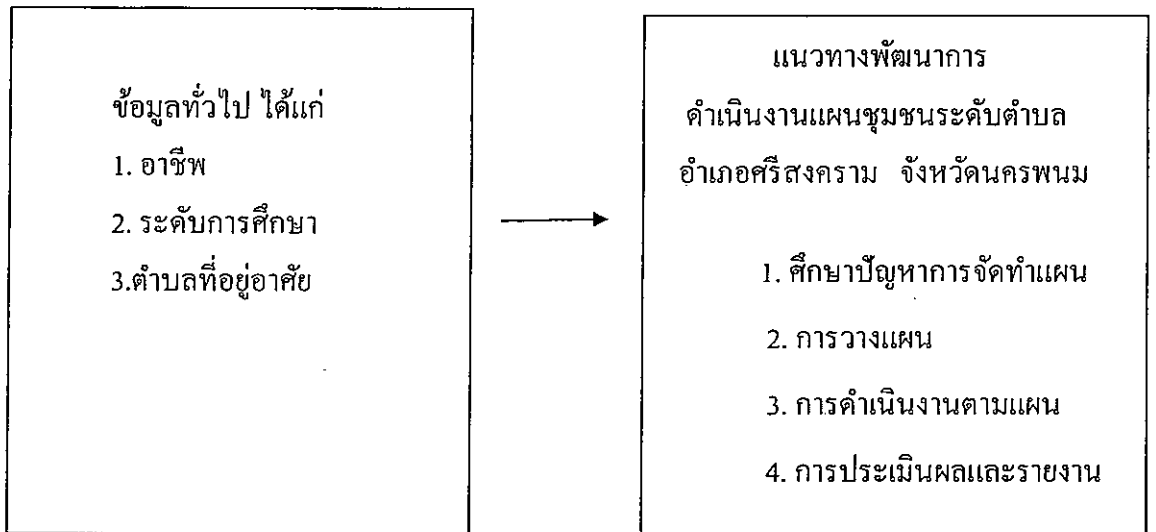 ข้อมูลทั่วไป ได้แก่
1. อาชีพ
2. ระดับการศึกษา
3.ตำบลที่อยู่อาศัย
แนวทางพัฒนาการ
ดำเนินงานแผนชุมชนระดับตำบล
อำเภอศรีสงคราม จังหวัดนครพนม
1. ศึกษาปัญหาการจัดทำแผน
2. การวางแผน
3. การดำเนินงานตามแผน
4. การประเมินผลและรายงาน